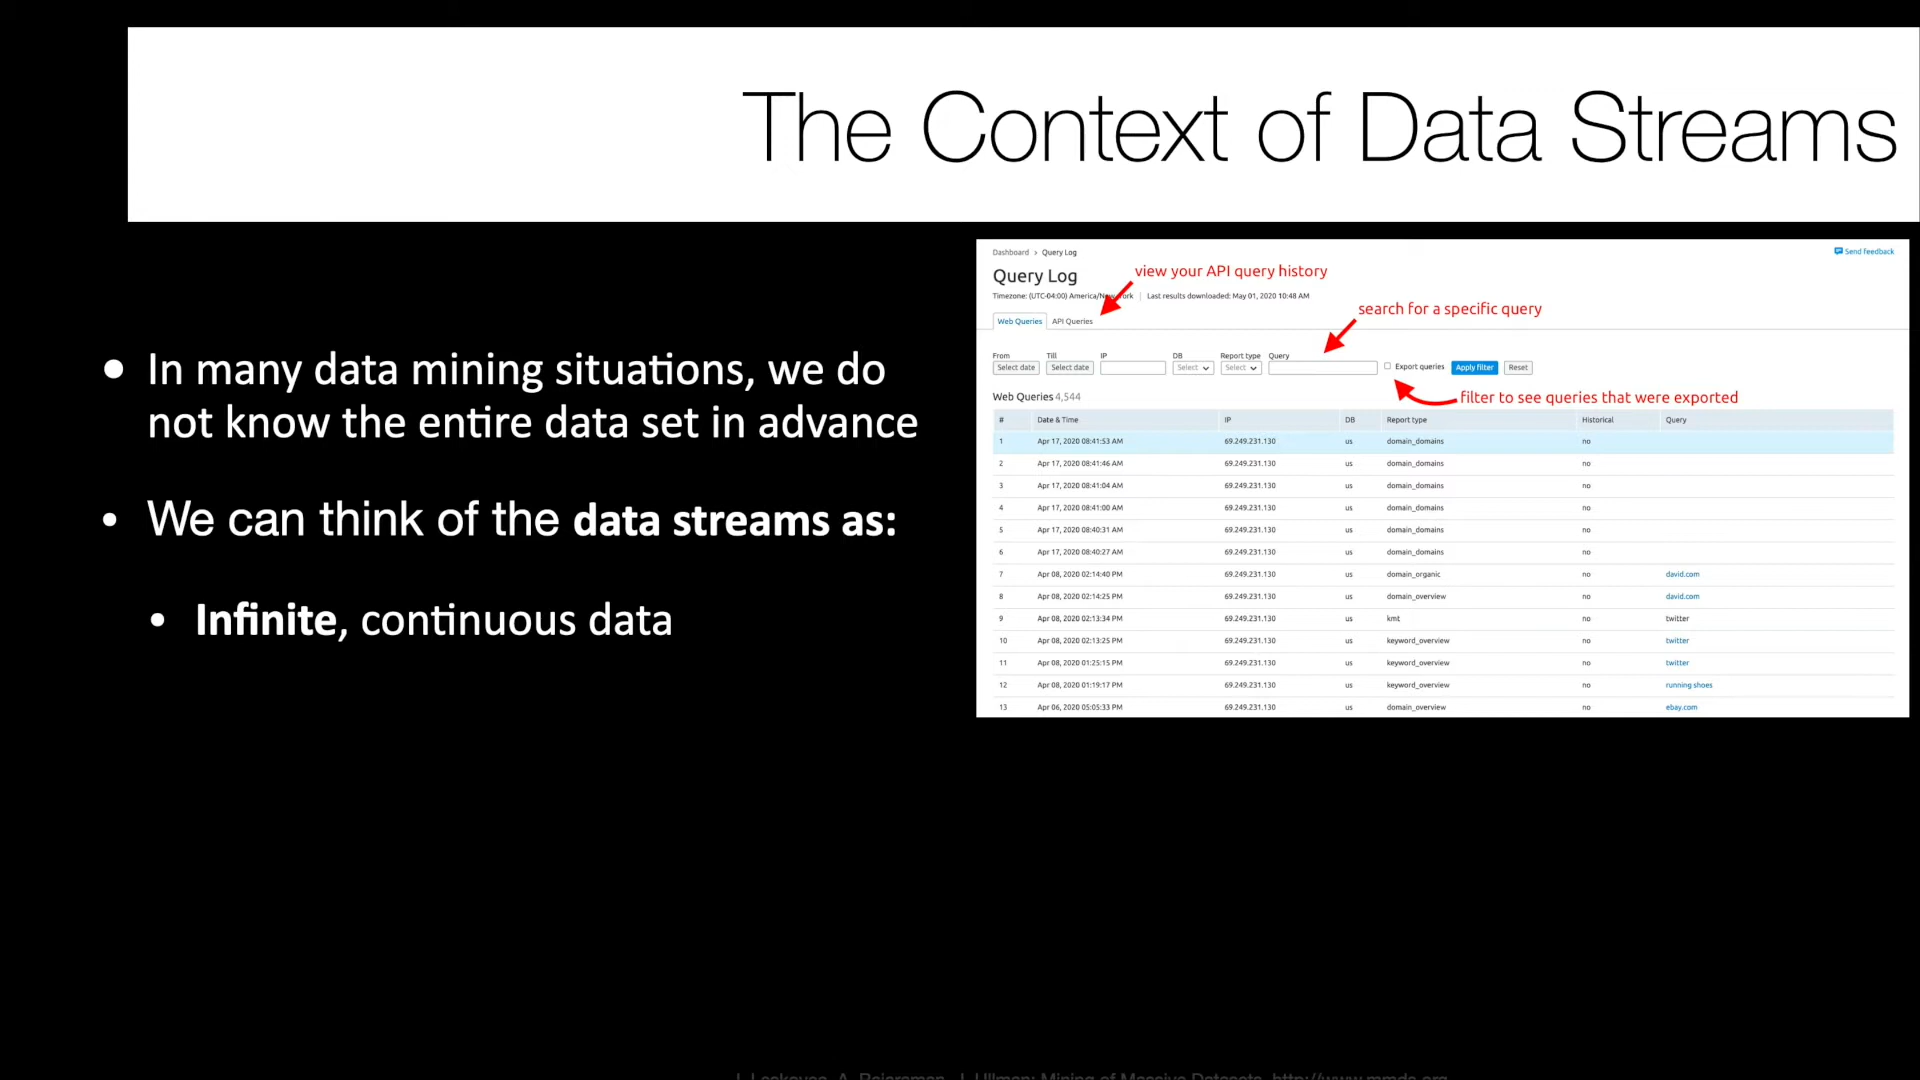 The Context of Data Streams
• In many data mining situations, we do
not know the entire data set in advance
• We can think of the data streams as:
• Infinite, continuous data
Dashboard > Query Log
Send feedback
Query Log
view your API query history
Timezone: (UTC-04:00) America/New York | Last results downloaded: May 01, 2020 10:48 AM
search for a specific query
Web Queries API Queries
From Till IP DB Report type Query
Select date Select date Select Select Export queries Apply filter Reset
filter to see queries that were exported
Web Queries 4,544
# Date & Time IP DB Report type Historical Query
1 Apr 17, 2020 08:41:53 AM 69.249.231.130 us domain_domains no
2 Apr 17, 2020 08:41:46 AM 69.249.231.130 us domain_domains no
3 Apr 17, 2020 08:41:04 AM 69.249.231.130 us domain_domains no
4 Apr 17, 2020 08:41:00 AM 69.249.231.130 us domain_domains no
5 Apr 17, 2020 08:40:31 AM 69.249.231.130 us domain_domains no
6 Apr 17, 2020 08:40:27 AM 69.249.231.130 us domain_domains no
7 Apr 08, 2020 02:14:40 PM 69.249.231.130 us domain_organic no david.com
8 Apr 08, 2020 02:14:25 PM 69.249.231.130 us domain_overview no david.com
9 Apr 08, 2020 02:13:34 PM 69.249.231.130 us kmt no twitter
10 Apr 08, 2020 02:13:25 PM 69.249.231.130 us keyword_overview no twitter
11 Apr 08, 2020 01:25:15 PM 69.249.231.130 us keyword_overview no twitter
12 Apr 08, 2020 01:19:17 PM 69.249.231.130 us keyword_overview no running shoes
13 Apr 06, 2020 05:05:33 PM 69.249.231.130 us domain_overview no ebay.com